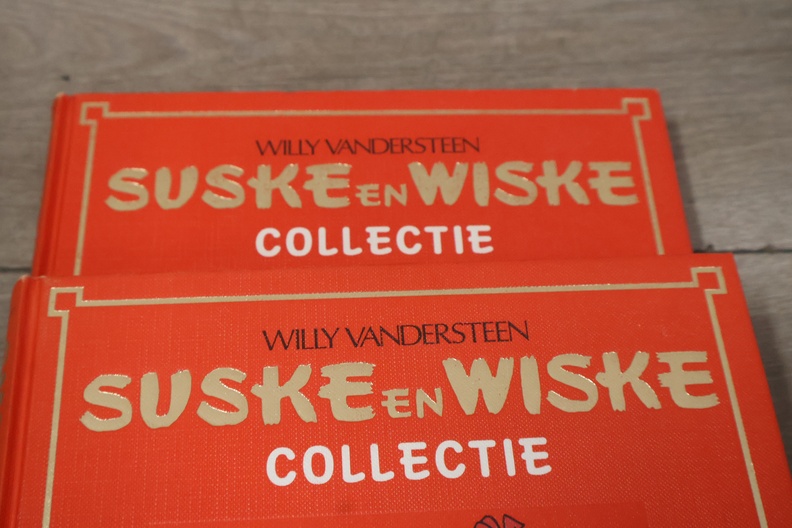 WILLY VANDERSTEEN
SUSKE EN WISKE
COLLECTIE
WILLY VANDERSTEEN
SUSKE EN WISKE
COLLECTIE